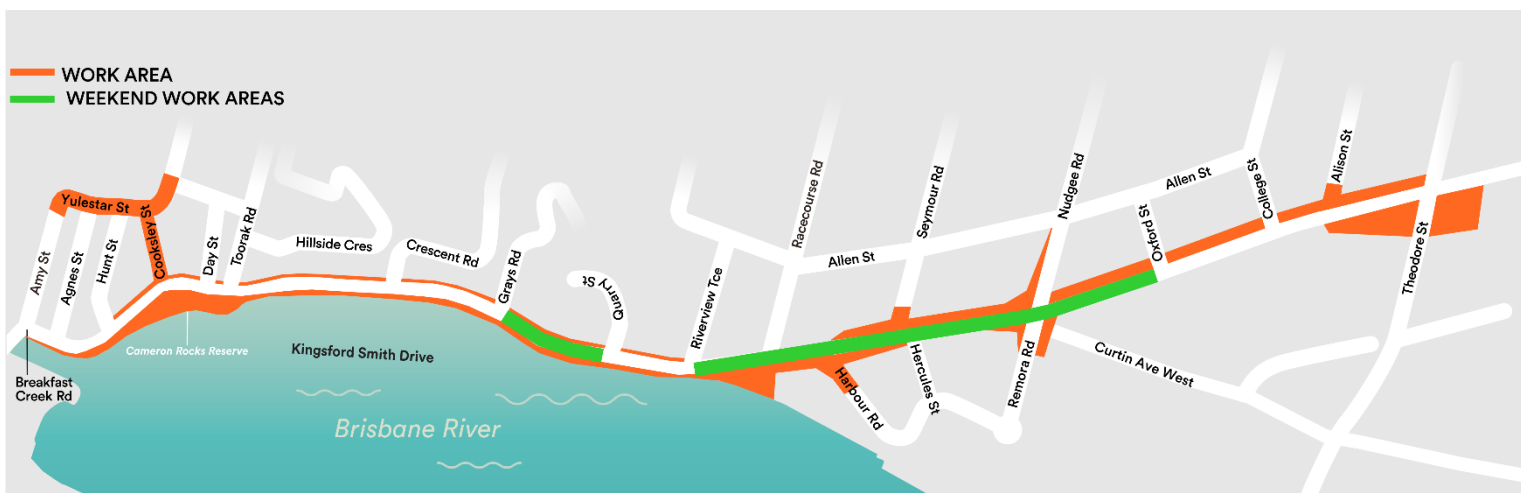 WORK AREA
WEEKEND WORK AREAS
Yulestar St
Amy St
Agnes St
Hunt St
Cooksley St
Day St
Toorak Rd
Hillside Cres
Crescent Rd
Grays Rd
Quarry St
Riverview Tce
Racecourse Rd
Allen St
Seymour Rd
Nudgee Rd
Allen St
Oxford St
College St
Alison St
Theodore St
Cameron Rocks Reserve
Kingsford Smith Drive
Breakfast
Creek Rd
Brisbane River
Harbour Rd
Hercules St
Remora Rd
Curtin Ave West